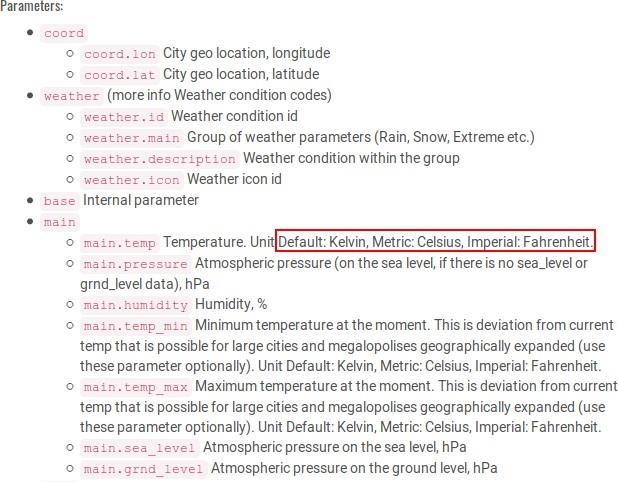 Parameters:
coord
coord.lon City geo location, longitude
coord.lat City geo location, latitude
weather (more info Weather condition codes)
weather.id Weather condition id
weather.main Group of weather parameters (Rain, Snow, Extreme etc.)
weather.description Weather condition within the group
weather.icon Weather icon id
base Internal parameter
main
main.temp Temperature. Unit Default: Kelvin, Metric: Celsius, Imperial: Fahrenheit.
main.pressure Atmospheric pressure (on the sea level, if there is no sea_level or
grnd_level data), hPa
main.humidity Humidity, %
main.temp_min Minimum temperature at the moment. This is deviation from current
temp that is possible for large cities and megalopolises geographically expanded (use
these parameter optionally). Unit Default: Kelvin, Metric: Celsius, Imperial: Fahrenheit.
main.temp_max Maximum temperature at the moment. This is deviation from current
temp that is possible for large cities and megalopolises geographically expanded (use
these parameter optionally). Unit Default: Kelvin, Metric: Celsius, Imperial: Fahrenheit.
main.sea_level Atmospheric pressure on the sea level, hPa
main.grnd_level Atmospheric pressure on the ground level, hPa